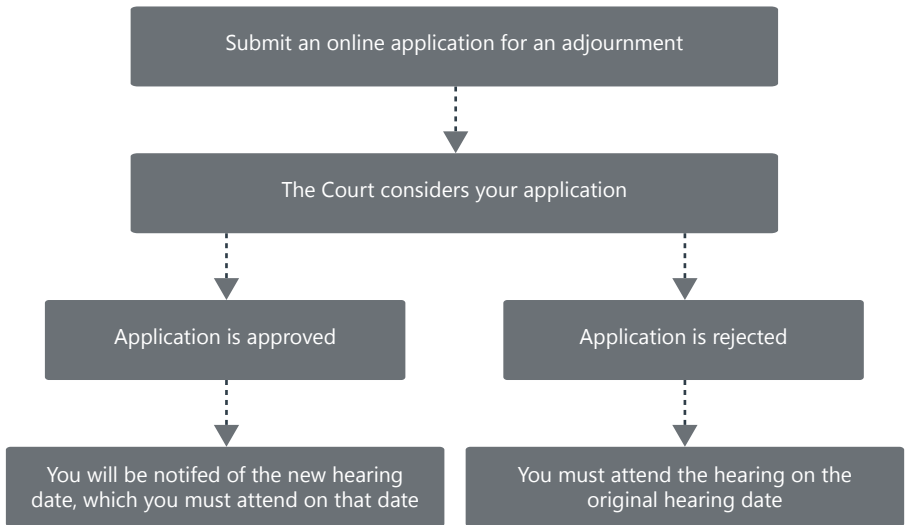 Submit an online application for an adjournment
The Court considers your application
Application is approved
Application is rejected
You will be notifed of the new hearing
date, which you must attend on that date
You must attend the hearing on the
original hearing date